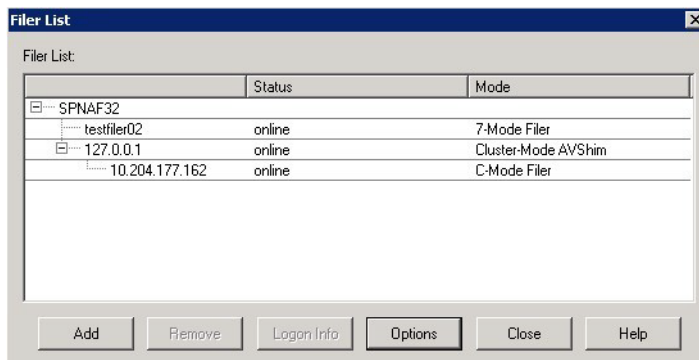 Filer List
Filer List:
Status Mode
SPNAF32
testfiler02 online 7-Mode Filer
127.0.0.1 online Cluster-Mode AVShim
10.204.177.162 online C-Mode Filer
Add Remove Logon Info Options Close Help